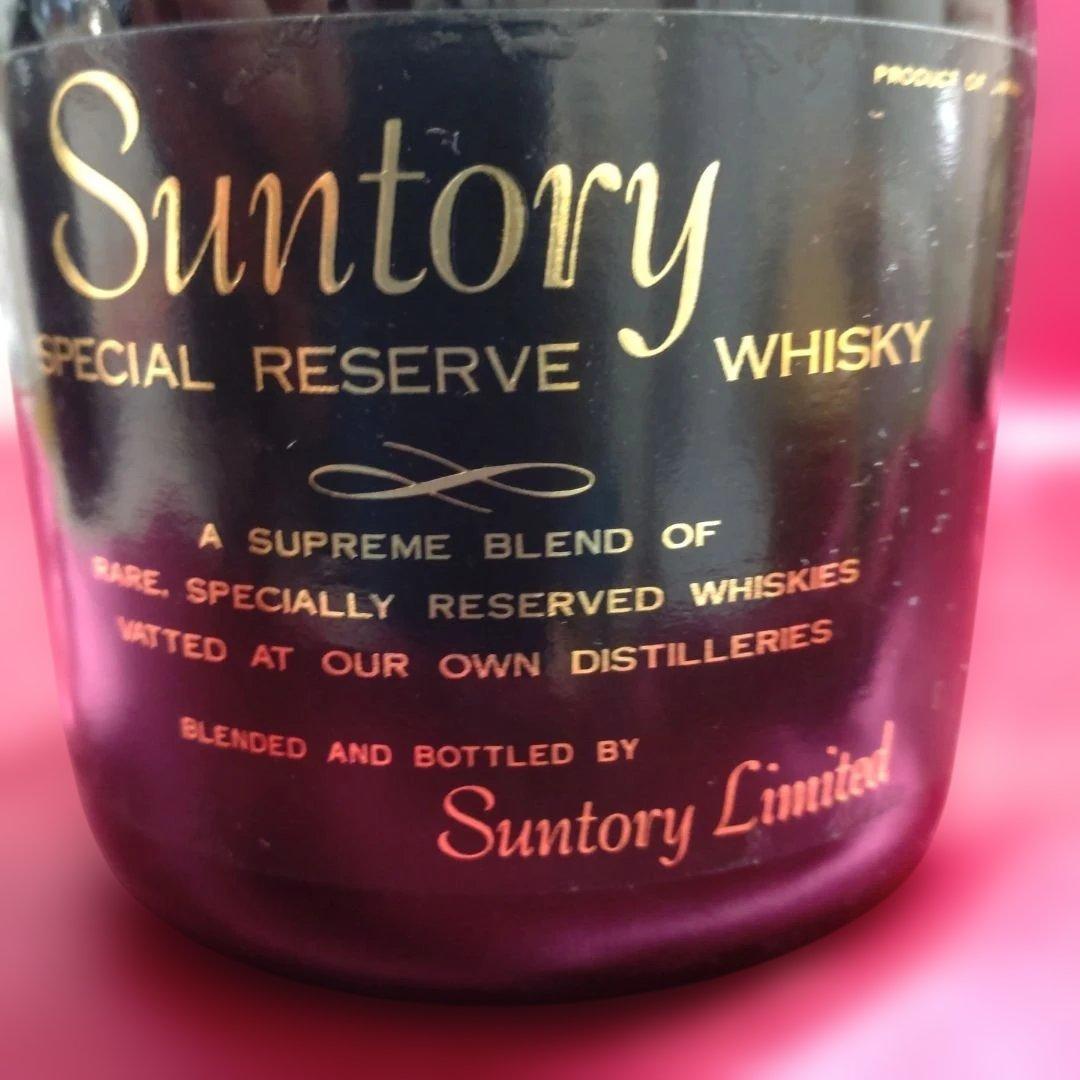 PRODUCT OF JAPAN
Suntory
SPECIAL RESERVE WHISKY
A SUPREME BLEND OF
RARE, SPECIALLY RESERVED WHISKIES
VATTED AT OUR OWN DISTILLERIES
BLENDED AND BOTTLED BY
Suntory Limited